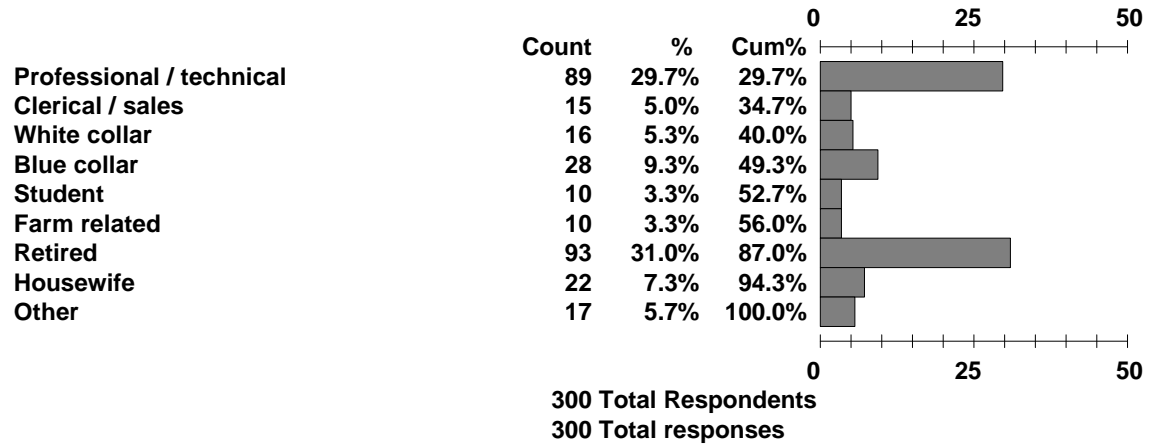 0 25 50
Count % Cum%
Professional / technical 89 29.7% 29.7%
Clerical / sales 15 5.0% 34.7%
White collar 16 5.3% 40.0%
Blue collar 28 9.3% 49.3%
Student 10 3.3% 52.7%
Farm related 10 3.3% 56.0%
Retired 93 31.0% 87.0%
Housewife 22 7.3% 94.3%
Other 17 5.7% 100.0%
0 25 50
300 Total Respondents
300 Total responses